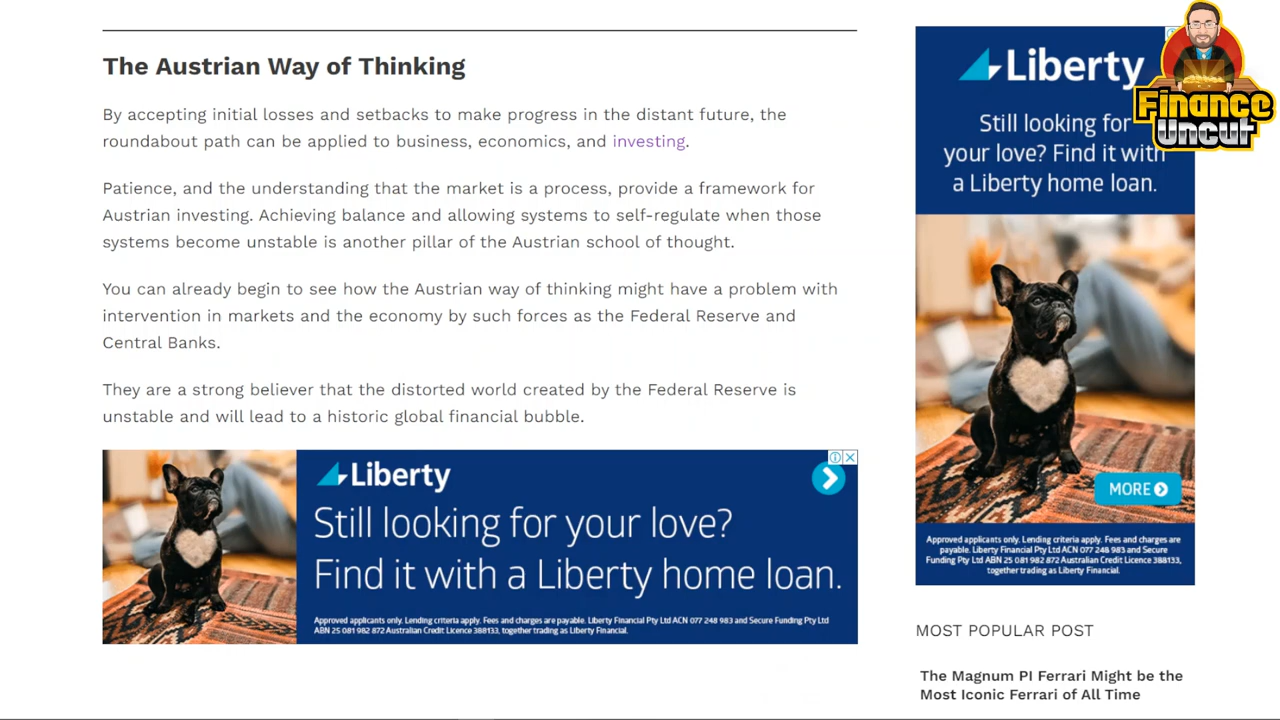 The Austrian Way of Thinking
By accepting initial losses and setbacks to make progress in the distant future, the
roundabout path can be applied to business, economics, and investing.
Patience, and the understanding that the market is a process, provide a framework for
Austrian investing. Achieving balance and allowing systems to self-regulate when those
systems become unstable is another pillar of the Austrian school of thought.
You can already begin to see how the Austrian way of thinking might have a problem with
intervention in markets and the economy by such forces as the Federal Reserve and
Central Banks.
They are a strong believer that the distorted world created by the Federal Reserve is
unstable and will lead to a historic global financial bubble.
Liberty
Still looking for your love?
Find it with a Liberty home loan.
Approved applicants only. Lending criteria apply. Fees and charges are payable. Liberty Financial Pty Ltd ACN 077 248 983 and Secure Funding Pty Ltd
ABN 25 081 982 872 Australian Credit Licence 388133, together trading as Liberty Financial.
Liberty
Still looking for
your love? Find it with
a Liberty home loan.
MORE
Approved applicants only. Lending criteria apply. Fees and charges are
payable. Liberty Financial Pty Ltd ACN 077 248 983 and Secure
Funding Pty Ltd ABN 25 081 982 872 Australian Credit Licence 388133,
together trading as Liberty Financial.
Finance
Uncut
MOST POPULAR POST
The Magnum PI Ferrari Might be the
Most Iconic Ferrari of All Time